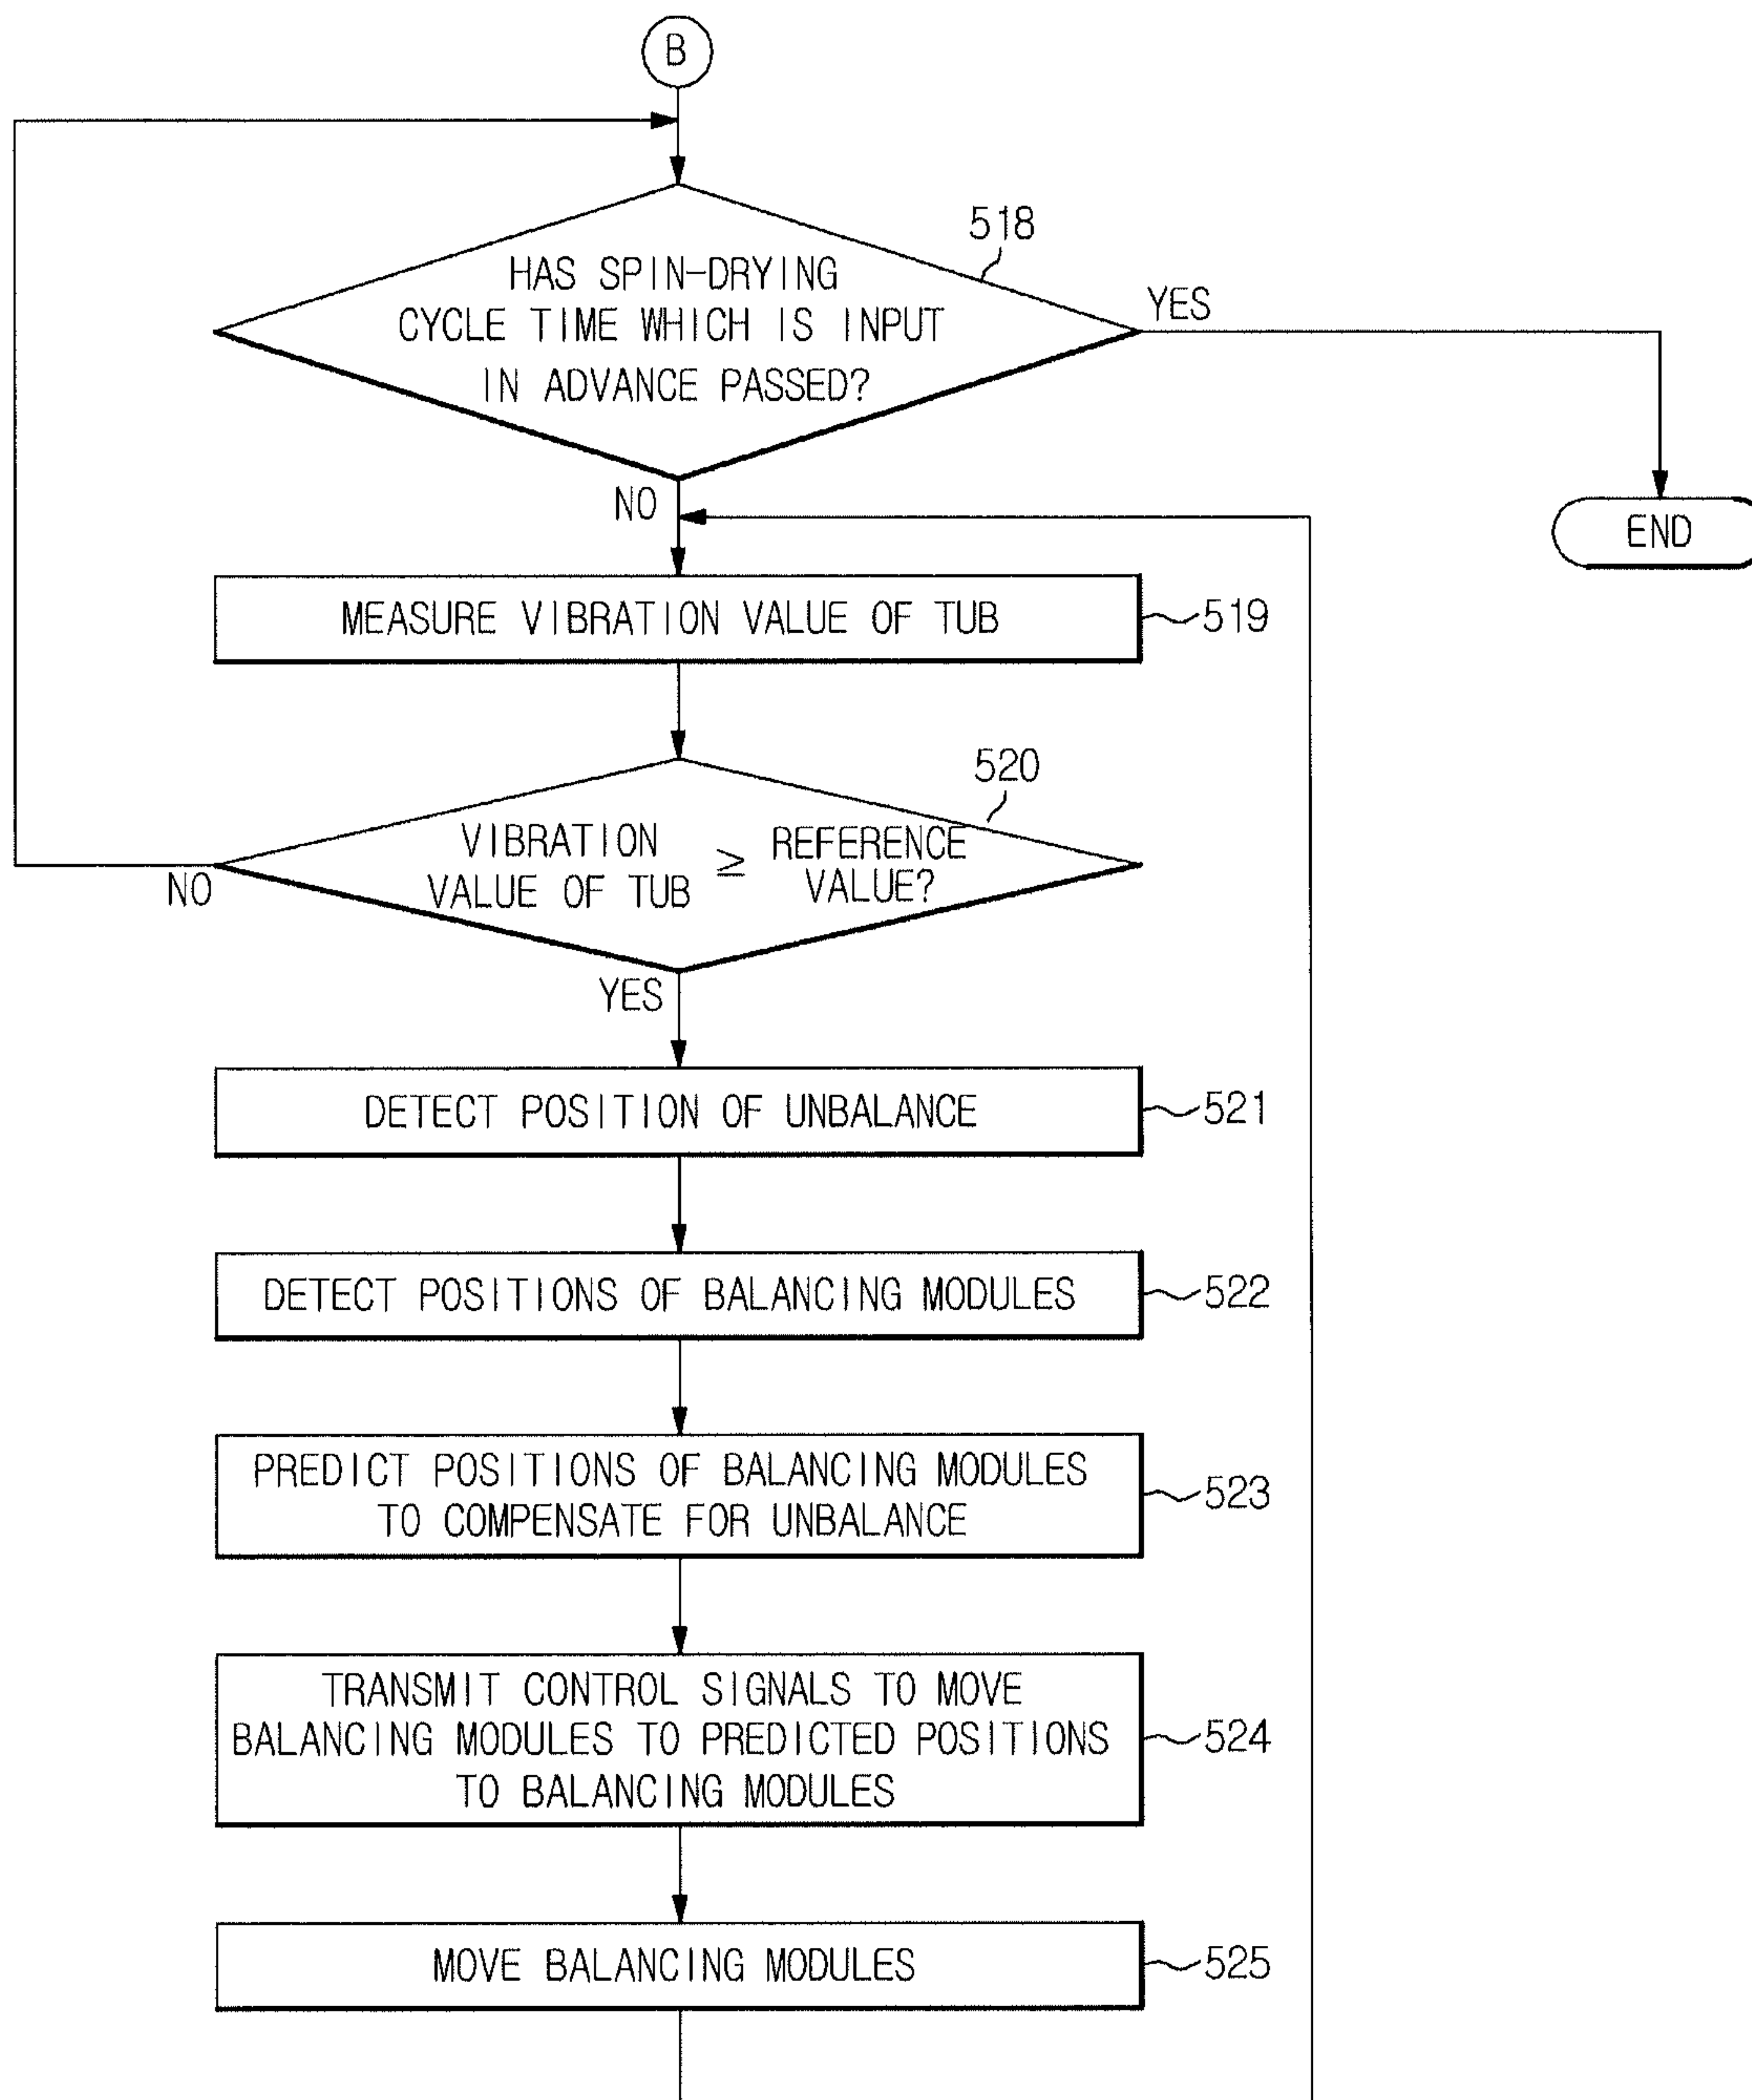 B
518
HAS SPIN-DRYING
CYCLE TIME WHICH IS INPUT
IN ADVANCE PASSED?
YES
NO
END
MEASURE VIBRATION VALUE OF TUB
519
520
VIBRATION
VALUE OF TUB
≥
REFERENCE
VALUE?
NO
YES
DETECT POSITION OF UNBALANCE
521
DETECT POSITIONS OF BALANCING MODULES
522
PREDICT POSITIONS OF BALANCING MODULES
TO COMPENSATE FOR UNBALANCE
523
TRANSMIT CONTROL SIGNALS TO MOVE
BALANCING MODULES TO PREDICTED POSITIONS
TO BALANCING MODULES
524
MOVE BALANCING MODULES
525